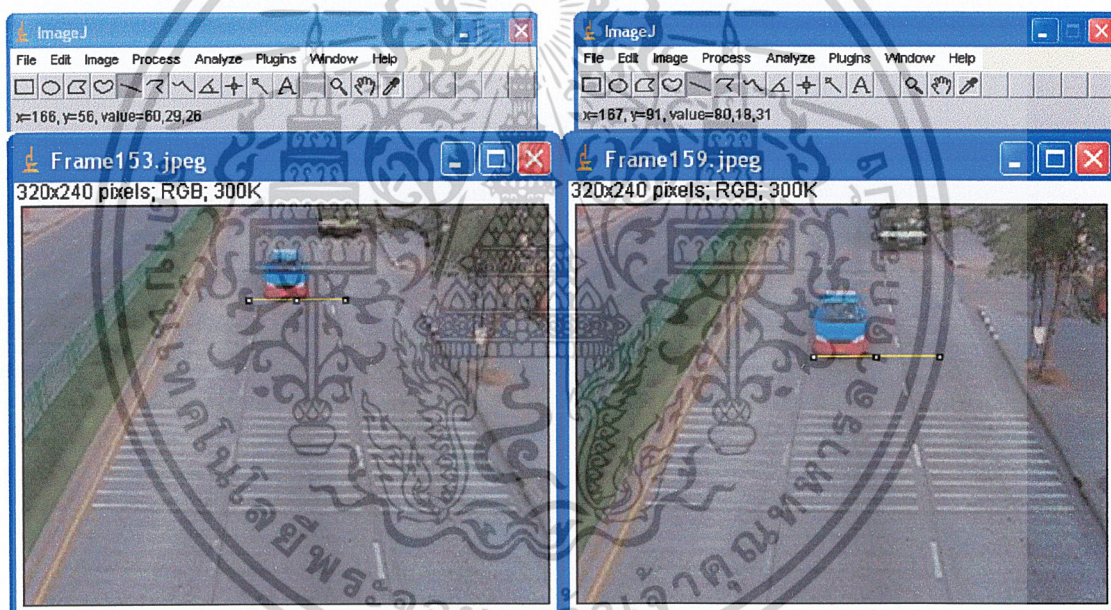 ImageJ
File Edit Image Process Analyze Plugins Window Help
A
x=166, y=56, value=60,29,26
Frame153.jpeg
320x240 pixels; RGB; 300K
ImageJ
File Edit Image Process Analyze Plugins Window Help
A
x=167, y=91, value=80,18,31
Frame159.jpeg
320x240 pixels; RGB; 300K